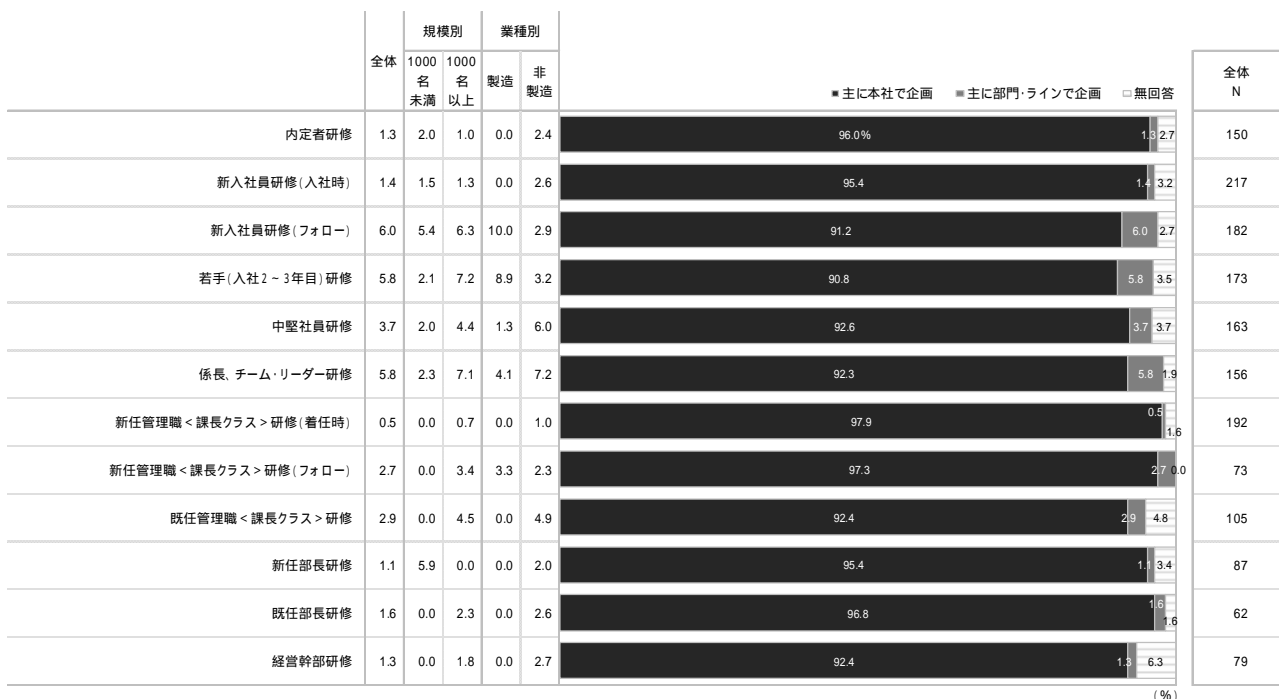 規模別 業種別
全体 1000名未満 1000名以上 製造 非製造 ■主に本社で企画 ■主に部門・ラインで企画 □無回答 全体N
内定者研修 1.3 2.0 1.0 0.0 2.4 96.0% 1.3 2.7 150
新入社員研修(入社時) 1.4 1.5 1.3 0.0 2.6 95.4 1.4 3.2 217
新入社員研修(フォロー) 6.0 5.4 6.3 10.0 2.9 91.2 6.0 2.7 182
若手(入社2~3年目)研修 5.8 2.1 7.2 8.9 3.2 90.8 5.8 3.5 173
中堅社員研修 3.7 2.0 4.4 1.3 6.0 92.6 3.7 3.7 163
係長、チーム・リーダー研修 5.8 2.3 7.1 4.1 7.2 92.3 5.8 1.9 156
新任管理職<課長クラス>研修(着任時) 0.5 0.0 0.7 0.0 1.0 97.9 0.5 1.6 192
新任管理職<課長クラス>研修(フォロー) 2.7 0.0 3.4 3.3 2.3 97.3 2.7 0.0 73
既任管理職<課長クラス>研修 2.9 0.0 4.5 0.0 4.9 92.4 2.9 4.8 105
新任部長研修 1.1 5.9 0.0 0.0 2.0 95.4 1.1 3.4 87
既任部長研修 1.6 0.0 2.3 0.0 2.6 96.8 1.6 1.6 62
経営幹部研修 1.3 0.0 1.8 0.0 2.7 92.4 1.3 6.3 79
(%)